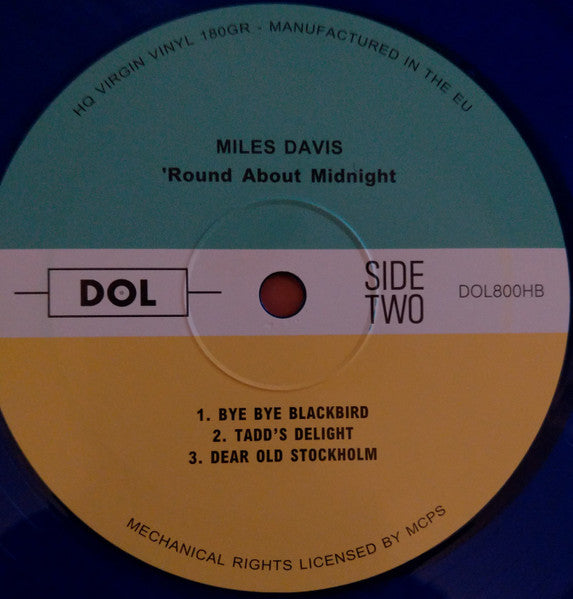 HQ VIRGIN VINYL 180GR - MANUFACTURED IN THE EU
MILES DAVIS
'Round About Midnight
DOL
SIDE
TWO
DOL800HB
1. BYE BYE BLACKBIRD
2. TADD'S DELIGHT
3. DEAR OLD STOCKHOLM
MECHANICAL RIGHTS LICENSED BY MCPS